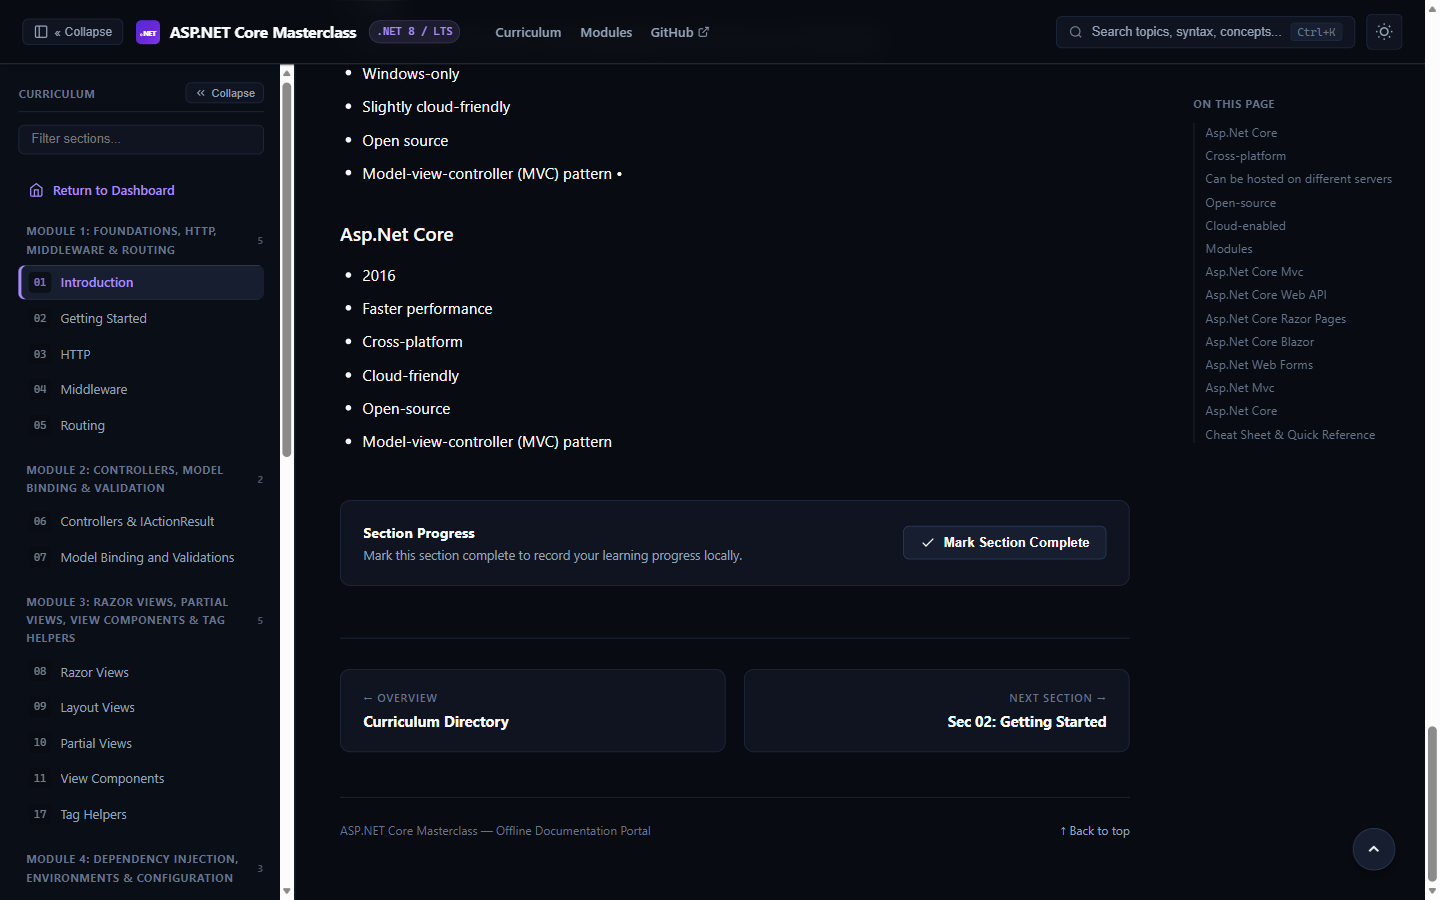 « Collapse
.NET
ASP.NET Core Masterclass
.NET 8 / LTS
Curriculum
Modules
GitHub
Search topics, syntax, concepts...
Ctrl+K
CURRICULUM
« Collapse
Filter sections...
Return to Dashboard
MODULE 1: FOUNDATIONS, HTTP,
MIDDLEWARE & ROUTING
5
01 Introduction
02 Getting Started
03 HTTP
04 Middleware
05 Routing
MODULE 2: CONTROLLERS, MODEL
BINDING & VALIDATION
2
06 Controllers & IActionResult
07 Model Binding and Validations
MODULE 3: RAZOR VIEWS, PARTIAL
VIEWS, VIEW COMPONENTS & TAG
HELPERS
5
08 Razor Views
09 Layout Views
10 Partial Views
11 View Components
17 Tag Helpers
MODULE 4: DEPENDENCY INJECTION,
ENVIRONMENTS & CONFIGURATION
3
• Windows-only
• Slightly cloud-friendly
• Open source
• Model-view-controller (MVC) pattern •
Asp.Net Core
• 2016
• Faster performance
• Cross-platform
• Cloud-friendly
• Open-source
• Model-view-controller (MVC) pattern
Section Progress
Mark this section complete to record your learning progress locally.
Mark Section Complete
← OVERVIEW
Curriculum Directory
NEXT SECTION →
Sec 02: Getting Started
ASP.NET Core Masterclass — Offline Documentation Portal
↑ Back to top
ON THIS PAGE
Asp.Net Core
Cross-platform
Can be hosted on different servers
Open-source
Cloud-enabled
Modules
Asp.Net Core Mvc
Asp.Net Core Web API
Asp.Net Core Razor Pages
Asp.Net Core Blazor
Asp.Net Web Forms
Asp.Net Mvc
Asp.Net Core
Cheat Sheet & Quick Reference